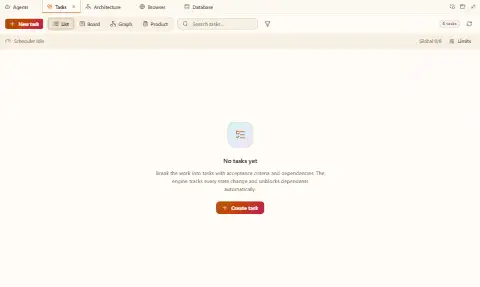 Agents
Tasks
Architecture
Browser
Database
New task
List
Board
Graph
Product
Search tasks...
0 tasks
Scheduler idle
Global 0/6
Limits
No tasks yet
Break the work into tasks with acceptance criteria and dependencies. The
engine tracks every state change and unblocks dependents
automatically.
Create task